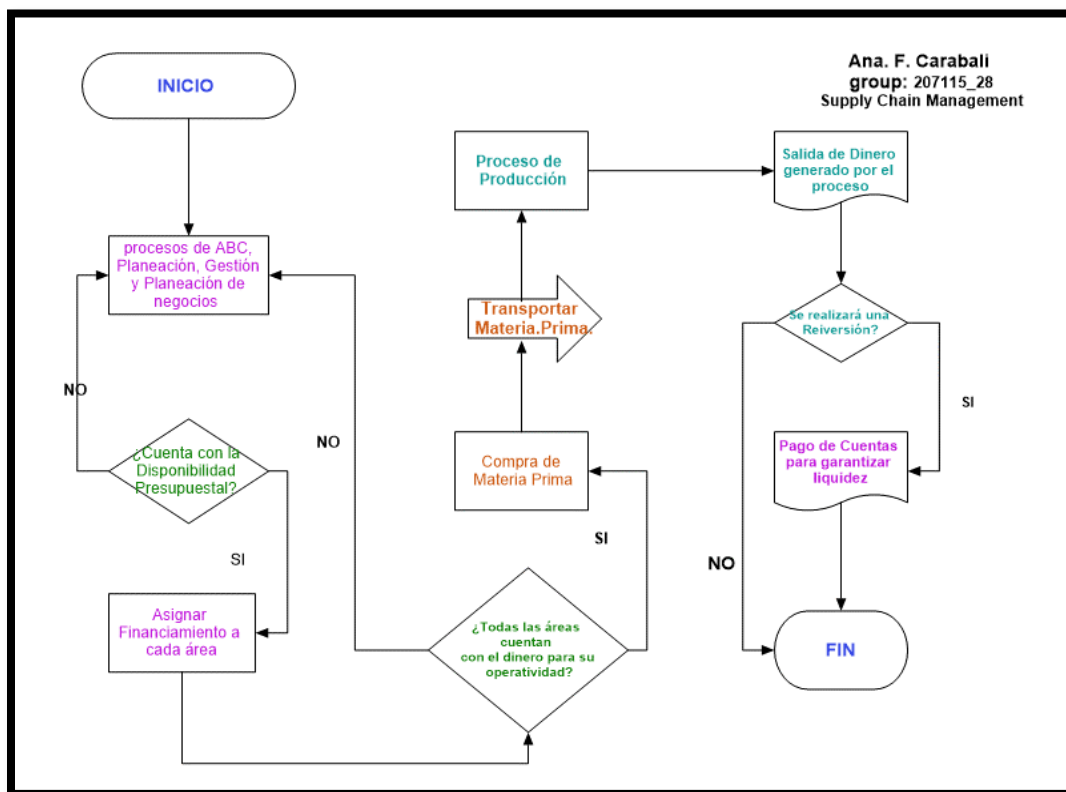 INICIO
Ana. F. Carabali
group: 207115_28
Supply Chain Management
procesos de ABC,
Planeación, Gestión
y Planeación de
negocios
NO
¿Cuenta con la
Disponibilidad
Presupuestal?
SI
Asignar
Financiamiento a
cada área
NO
¿Todas las áreas
cuentan
con el dinero para su
operatividad?
SI
Compra de
Materia Prima
Transportar
Materia.Prima.
Proceso de
Producción
Salida de Dinero
generado por el
proceso
Se realizará una
Reiversión?
SI
Pago de Cuentas
para garantizar
liquidez
NO
FIN